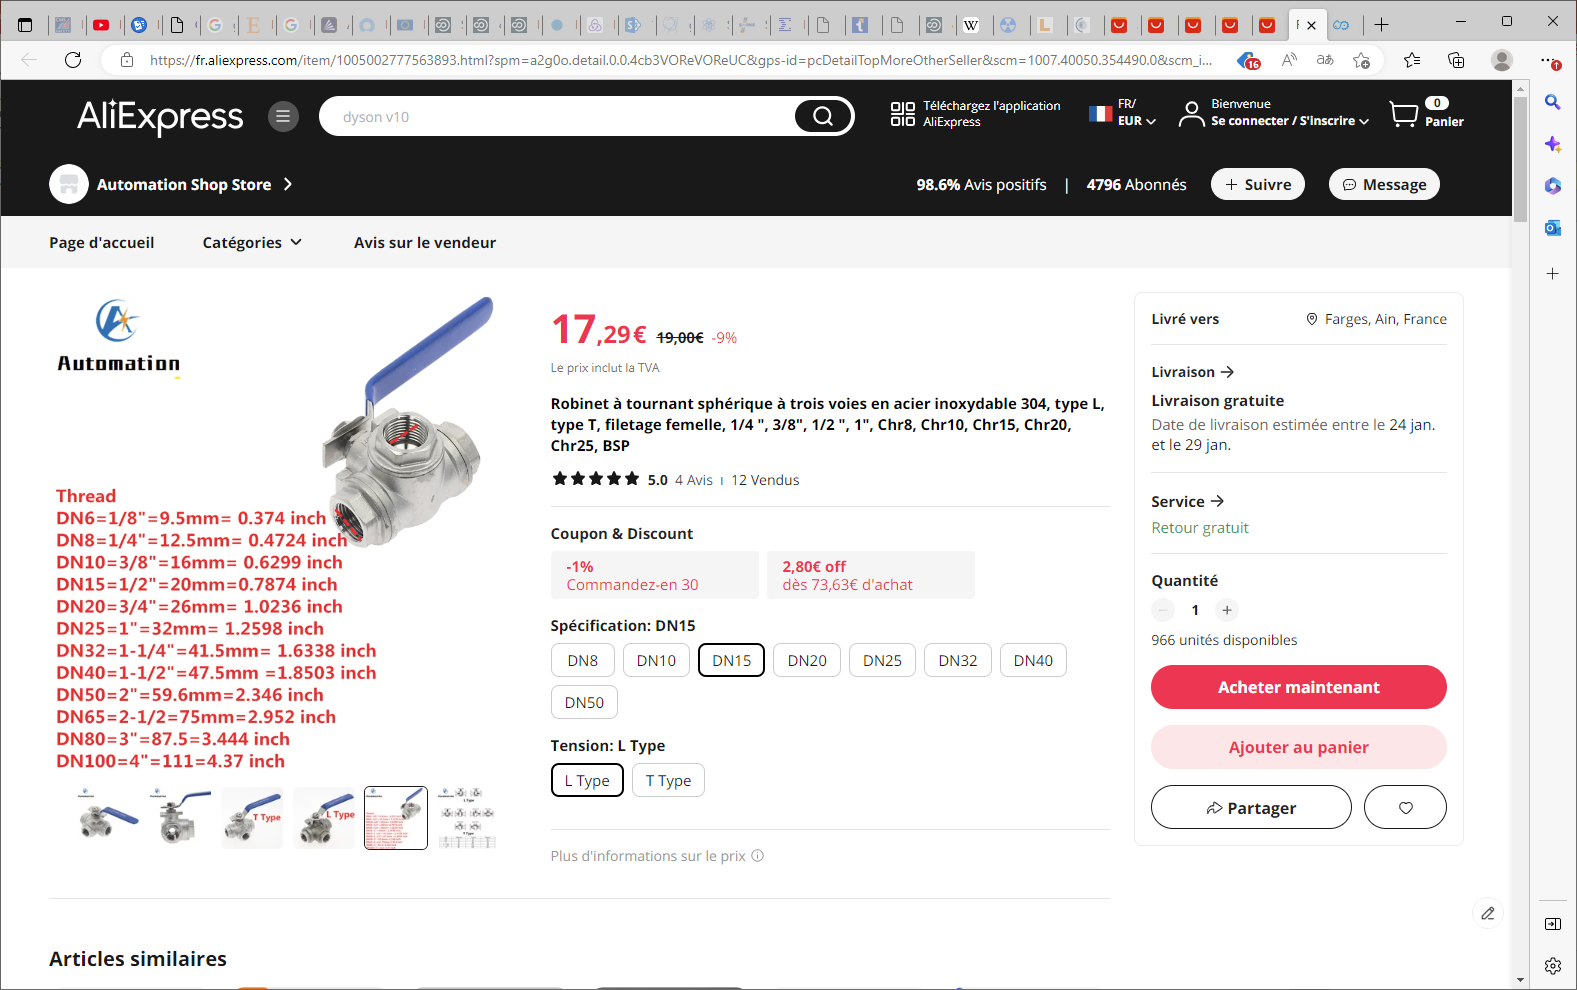 https://fr.aliexpress.com/item/1005002777563893.html?spm=a2g0o.detail.0.0.4cb3VOReVOReUC&gps-id=pcDetailTopMoreOtherSeller&scm=1007.40050.354490.0&scm_i...
16
AliExpress
dyson v10
Téléchargez l'application
AliExpress
FR/
EUR
Bienvenue
Se connecter / S'inscrire
0
Panier
Automation Shop Store
98.6% Avis positifs | 4796 Abonnés
+ Suivre
Message
Page d'accueil
Catégories
Avis sur le vendeur
Automation
Thread
DN6=1/8"=9.5mm= 0.374 inch
DN8=1/4"=12.5mm= 0.4724 inch
DN10=3/8"=16mm= 0.6299 inch
DN15=1/2"=20mm=0.7874 inch
DN20=3/4"=26mm= 1.0236 inch
DN25=1"=32mm= 1.2598 inch
DN32=1-1/4"=41.5mm= 1.6338 inch
DN40=1-1/2"=47.5mm =1.8503 inch
DN50=2"=59.6mm=2.346 inch
DN65=2-1/2=75mm=2.952 inch
DN80=3"=87.5=3.444 inch
DN100=4"=111=4.37 inch
T Type
L Type
17,29€ 19,00€ -9%
Le prix inclut la TVA
Robinet à tournant sphérique à trois voies en acier inoxydable 304, type L,
type T, filetage femelle, 1/4 ", 3/8", 1/2 ", 1", Chr8, Chr10, Chr15, Chr20,
Chr25, BSP
5.0 4 Avis 12 Vendus
Coupon & Discount
-1%
Commandez-en 30
2,80€ off
dès 73,63€ d'achat
Spécification: DN15
DN8 DN10 DN15 DN20 DN25 DN32 DN40
DN50
Tension: L Type
L Type T Type
Plus d'informations sur le prix
Livré vers
Farges, Ain, France
Livraison
Livraison gratuite
Date de livraison estimée entre le 24 jan.
et le 29 jan.
Service
Retour gratuit
Quantité
1
966 unités disponibles
Acheter maintenant
Ajouter au panier
Partager
Articles similaires